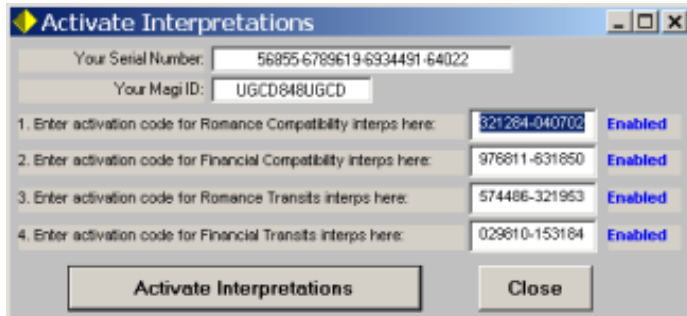 Activate Interpretations
Your Serial Number: 56855-6789619-6934491-64022
Your Magi ID: UGCD848UGCD
1. Enter activation code for Romance Compatibility interps here: 321284-040702 Enabled
2. Enter activation code for Financial Compatibility interps here: 976811-631850 Enabled
3. Enter activation code for Romance Transits interps here: 574486-321953 Enabled
4. Enter activation code for Financial Transits interps here: 029810-153184 Enabled
Activate Interpretations Close